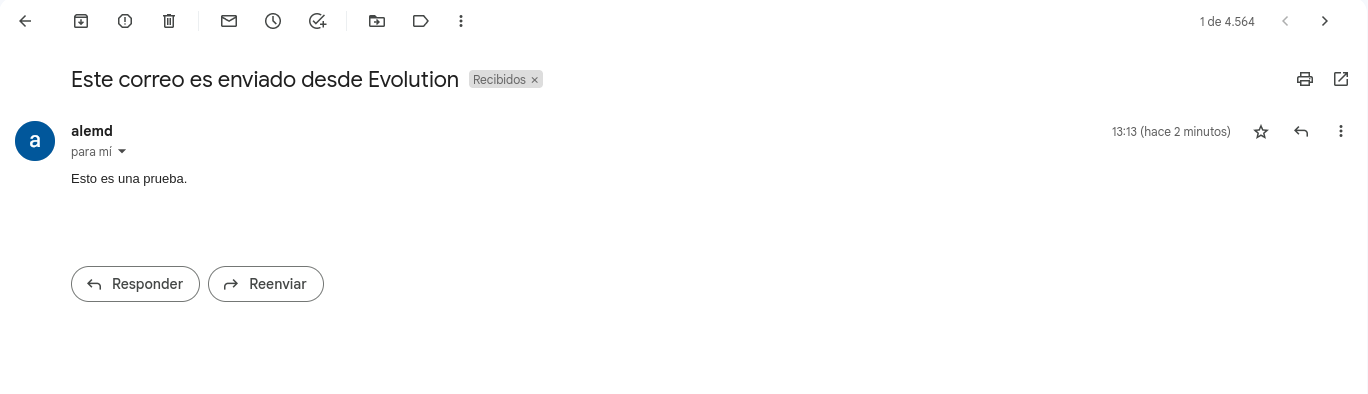 1 de 4.564
Este correo es enviado desde Evolution Recibidos ×
a alemd 13:13 (hace 2 minutos)
para mí
Esto es una prueba.
Responder Reenviar